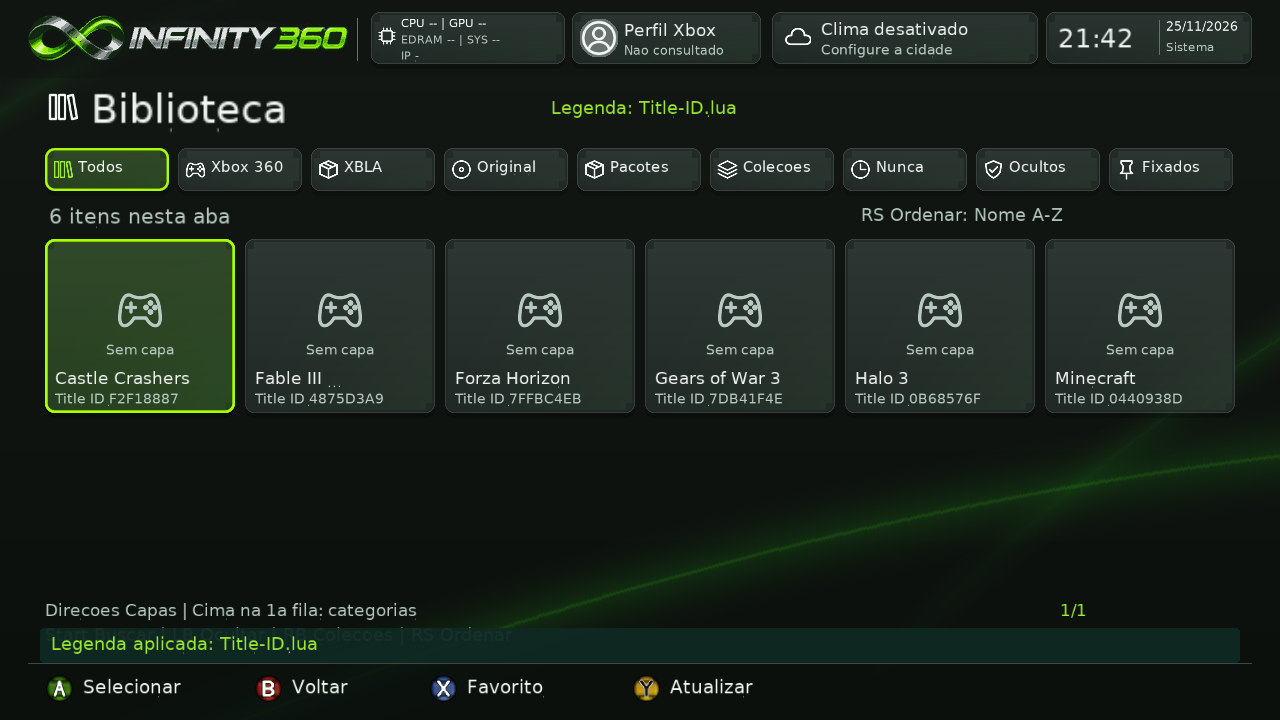 INFINITY 360
CPU -- | GPU --
EDRAM -- | SYS --
IP -
Perfil Xbox
Nao consultado
Clima desativado
Configure a cidade
21:42
25/11/2026
Sistema
Biblioteca
Legenda: Title-ID.lua
Todos
Xbox 360
XBLA
Original
Pacotes
Colecoes
Nunca
Ocultos
Fixados
6 itens nesta aba
RS Ordenar: Nome A-Z
Sem capa
Castle Crashers
Title ID F2F18887
Sem capa
Fable III ...
Title ID 4875D3A9
Sem capa
Forza Horizon
Title ID 7FFBC4EB
Sem capa
Gears of War 3
Title ID 7DB41F4E
Sem capa
Halo 3
Title ID 0B68576F
Sem capa
Minecraft
Title ID 0440938D
Direcoes Capas | Cima na 1a fila: categorias
1/1
Colecoes | RS Ordenar
Legenda aplicada: Title-ID.lua
A Selecionar
B Voltar
X Favorito
Y Atualizar